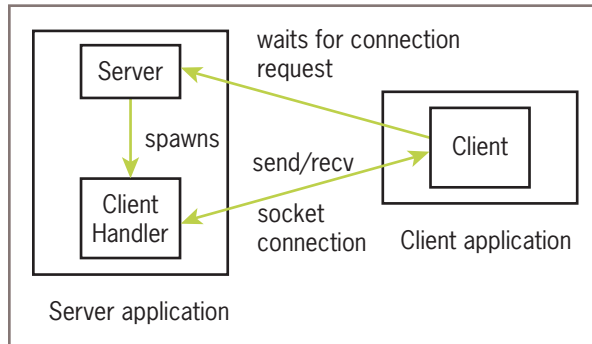 waits for connection
request
Server
spawns
Client
send/recv
Client
Handler
socket
connection
Client application
Server application